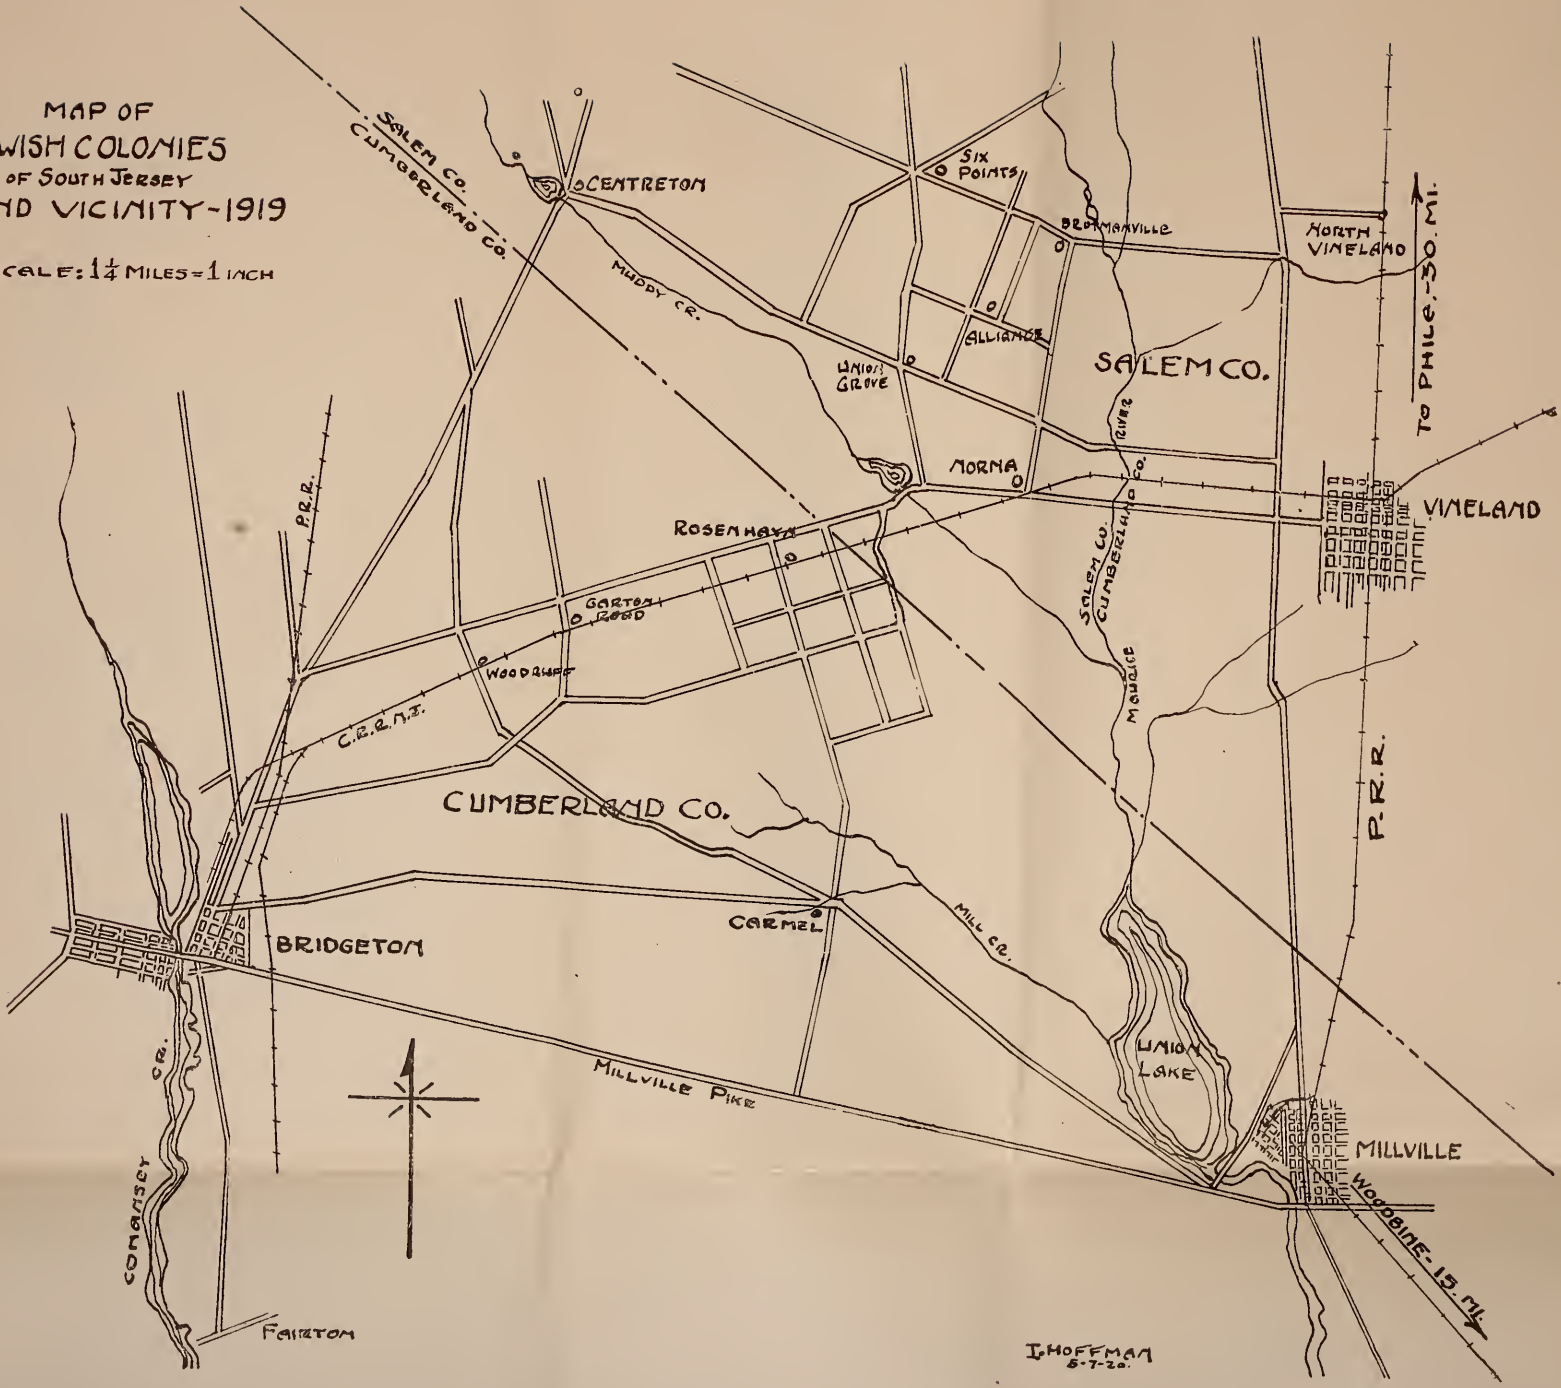 MAP OF
WISH COLONIES
OF SOUTH JERSEY
ND VICINITY-1919
CALE: 1¼ MILES=1 INCH
SALEM CO.
CUMBERLAND CO.
CENTRETON
SIX
POINTS
BROTMANVILLE
NORTH
VINELAND
TO PHILA.-30. MI.
MUDDY CR.
ALLIANCE
SALEM CO.
UNION
GROVE
RIVER
NORMA
VINELAND
P.R.R.
ROSENHAYN
SALEM CO.
CUMBERLAND CO.
GARTON
ROAD
WOODRUFF
MAURICE
C.R.R.N.J.
P.R.R.
CUMBERLAND CO.
CARMEL
MILL CR.
BRIDGETON
UNION
LAKE
CR.
MILLVILLE PIKE
MILLVILLE
COHANSEY
WOODBINE-15.MI.
FAIRTON
I.HOFFMAN
5-7-20.